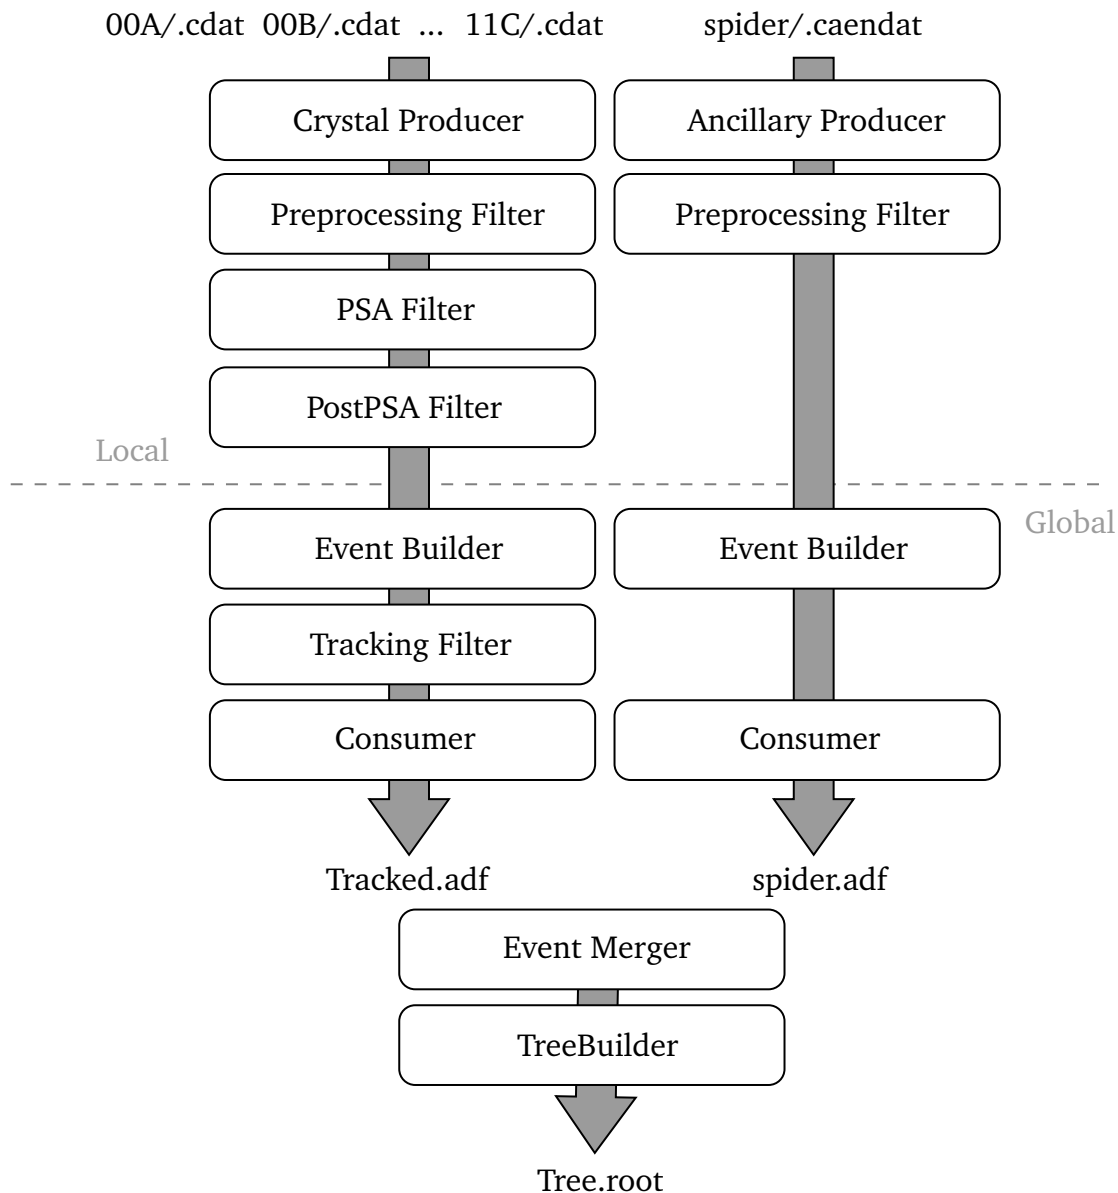 00A/.cdat 00B/.cdat ... 11C/.cdat spider/.caendat
Crystal Producer Ancillary Producer
Preprocessing Filter Preprocessing Filter
PSA Filter
PostPSA Filter
Local
Global
Event Builder Event Builder
Tracking Filter
Consumer Consumer
Tracked.adf spider.adf
Event Merger
TreeBuilder
Tree.root